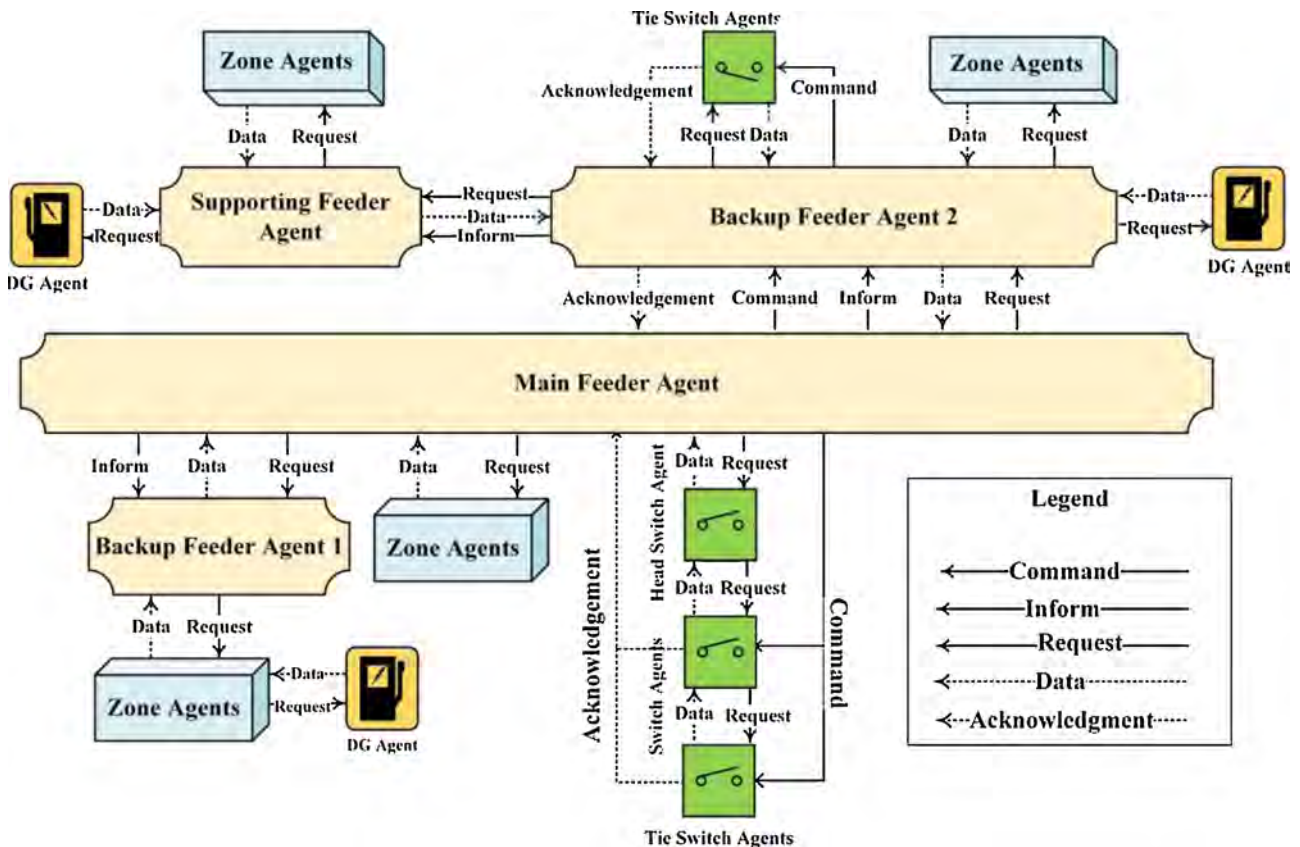 Tie Switch Agents
Zone Agents
Zone Agents
Acknowledgement
Command
Data
Request
Request
Data
Data
Request
Supporting Feeder
Agent
Request
Data
Inform
Backup Feeder Agent 2
Data
Request
DG Agent
Data
Request
DG Agent
Acknowledgement
Command
Inform
Data
Request
Main Feeder Agent
Inform
Data
Request
Data
Request
Data
Request
Head Switch Agent
Backup Feeder Agent 1
Zone Agents
Data
Request
Data
Request
Zone Agents
Data
Request
DG Agent
Acknowledgement
Switch Agents
Data
Request
Command
Tie Switch Agents
Legend
Command
Inform
Request
Data
Acknowledgment